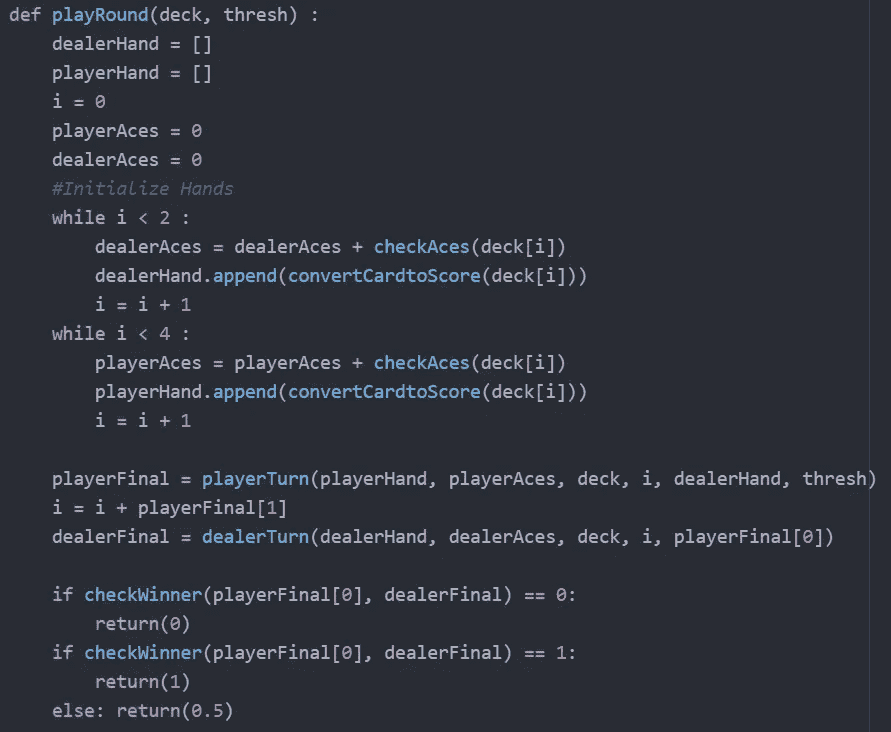 def playRound(deck, thresh) :
    dealerHand = []
    playerHand = []
    i = 0
    playerAces = 0
    dealerAces = 0
    #Initialize Hands
    while i < 2 :
        dealerAces = dealerAces + checkAces(deck[i])
        dealerHand.append(convertCardtoScore(deck[i]))
        i = i + 1
    while i < 4 :
        playerAces = playerAces + checkAces(deck[i])
        playerHand.append(convertCardtoScore(deck[i]))
        i = i + 1

    playerFinal = playerTurn(playerHand, playerAces, deck, i, dealerHand, thresh)
    i = i + playerFinal[1]
    dealerFinal = dealerTurn(dealerHand, dealerAces, deck, i, playerFinal[0])

    if checkWinner(playerFinal[0], dealerFinal) == 0:
        return(0)
    if checkWinner(playerFinal[0], dealerFinal) == 1:
        return(1)
    else: return(0.5)